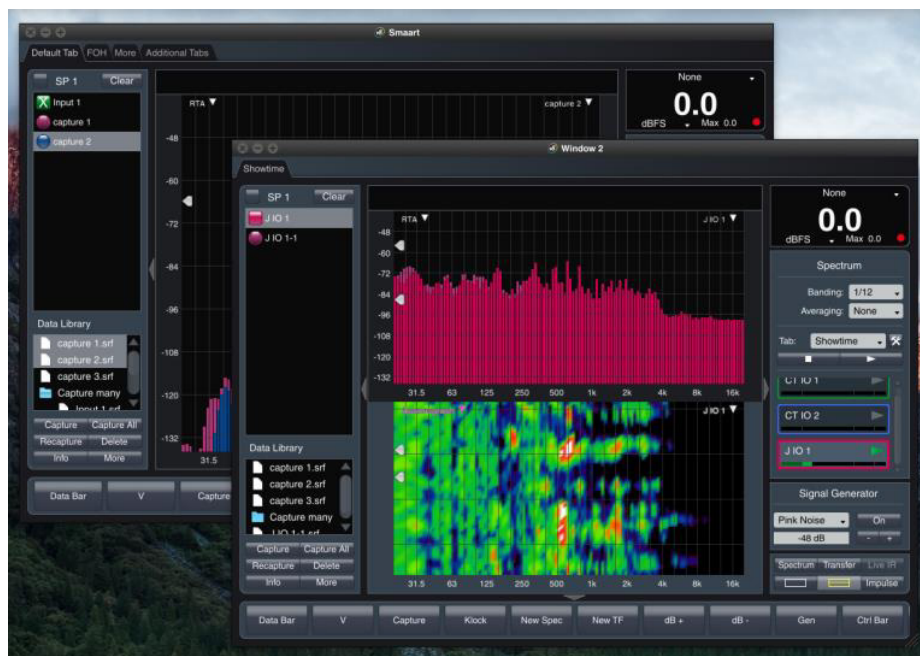 Smaart
Default Tab FOH More Additional Tabs
SP 1 Clear
Input 1
capture 1
capture 2
Data Library
capture 1.srf
capture 2.srf
capture 3.srf
Capture many
Capture Capture All
Recapture Delete
Info More
RTA capture 2
-48
-60
-72
-84
-96
-108
-120
-132
31.5
None
0.0
dBFS Max 0.0
Data Bar V Capture
Window 2
Showtime
SP 1 Clear
J IO 1
J IO 1-1
Data Library
capture 1.srf
capture 2.srf
capture 3.srf
Capture many
Capture Capture All
Recapture Delete
Info More
RTA J IO 1
-48
-60
-72
-84
-96
-108
-120
-132
31.5 63 125 250 500 1k 2k 4k 8k 16k
J IO 1
31.5 63 125 250 500 1k 2k 4k 8k 16k
None
0.0
dBFS Max 0.0
Spectrum
Banding: 1/12
Averaging: None
Tab: Showtime
CT IO 1
CT IO 2
J IO 1
Signal Generator
Pink Noise On
-48 dB - +
Spectrum Transfer Live IR
Impulse
Data Bar V Capture Klock New Spec New TF dB + dB - Gen Ctrl Bar